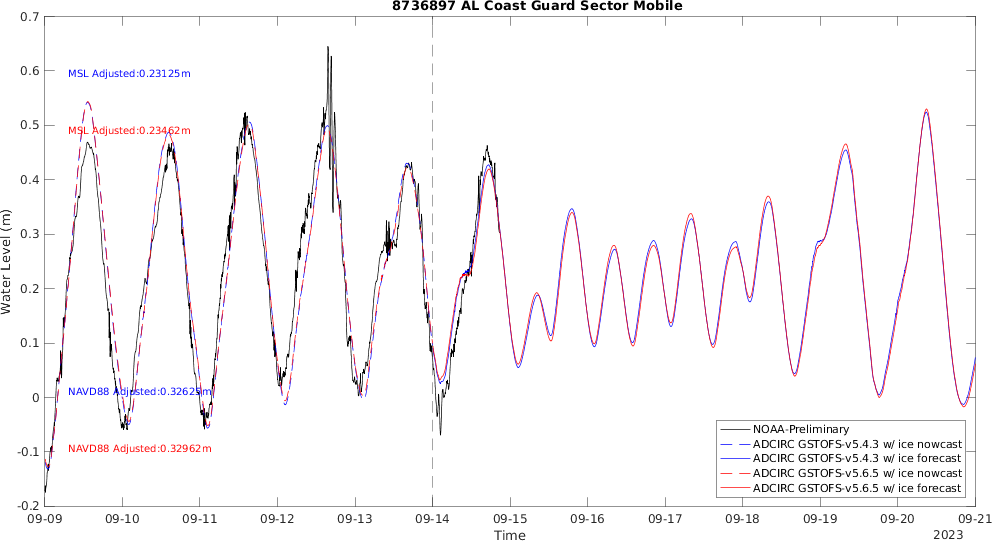 8736897 AL Coast Guard Sector Mobile
0.7
0.6
0.5
0.4
0.3
0.2
0.1
0
-0.1
-0.2
Water Level (m)
MSL Adjusted:0.23125m
MSL Adjusted:0.23462m
NAVD88 Adjusted:0.32625m
NAVD88 Adjusted:0.32962m
NOAA-Preliminary
ADCIRC GSTOFS-v5.4.3 w/ ice nowcast
ADCIRC GSTOFS-v5.4.3 w/ ice forecast
ADCIRC GSTOFS-v5.6.5 w/ ice nowcast
ADCIRC GSTOFS-v5.6.5 w/ ice forecast
09-09 09-10 09-11 09-12 09-13 09-14 09-15 09-16 09-17 09-18 09-19 09-20 09-21
Time
2023